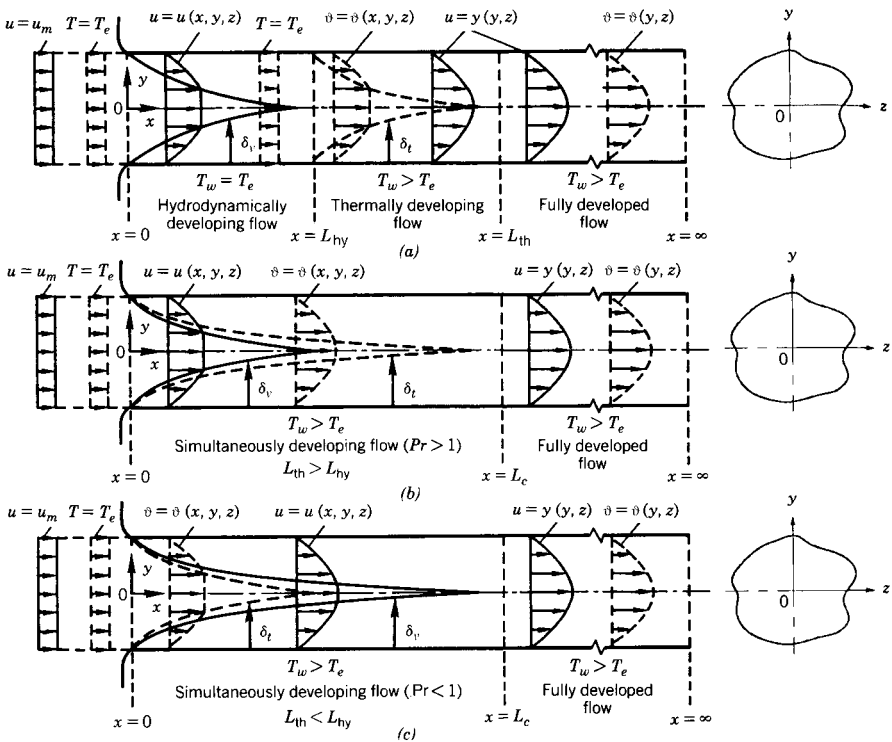 u = u_m T = T_e u = u (x, y, z) T = T_e ϑ = ϑ (x, y, z) u = y (y, z) ϑ = ϑ (y, z) y
0 y x δ_v δ_t 0 z
T_w = T_e T_w > T_e T_w > T_e
Hydrodynamically developing flow Thermally developing flow Fully developed flow
x = 0 x = L_hy x = L_th x = ∞
(a)
u = u_m T = T_e u = u (x, y, z) ϑ = ϑ (x, y, z) u = y (y, z) ϑ = ϑ (y, z) y
0 y x δ_v δ_t 0 z
T_w > T_e T_w > T_e
Simultaneously developing flow (Pr > 1) Fully developed flow
x = 0 L_th > L_hy x = L_c x = ∞
(b)
u = u_m T = T_e ϑ = ϑ (x, y, z) u = u (x, y, z) u = y (y, z) ϑ = ϑ (y, z) y
0 y x δ_t δ_v 0 z
T_w > T_e T_w > T_e
Simultaneously developing flow (Pr < 1) Fully developed flow
x = 0 L_th < L_hy x = L_c x = ∞
(c)